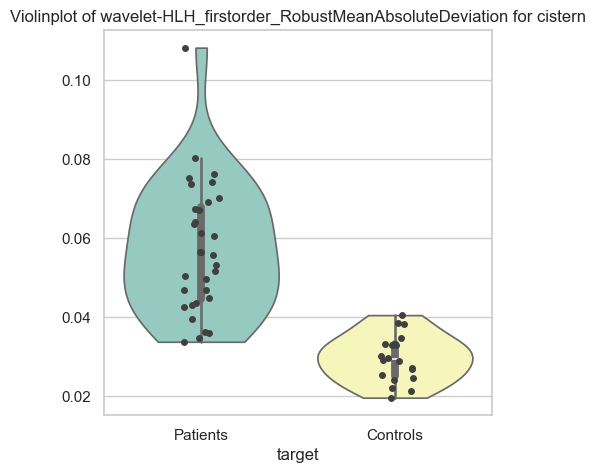 Violinplot of wavelet-HLH_firstorder_RobustMeanAbsoluteDeviation for cistern
0.10
0.08
0.06
0.04
0.02
Patients Controls
target